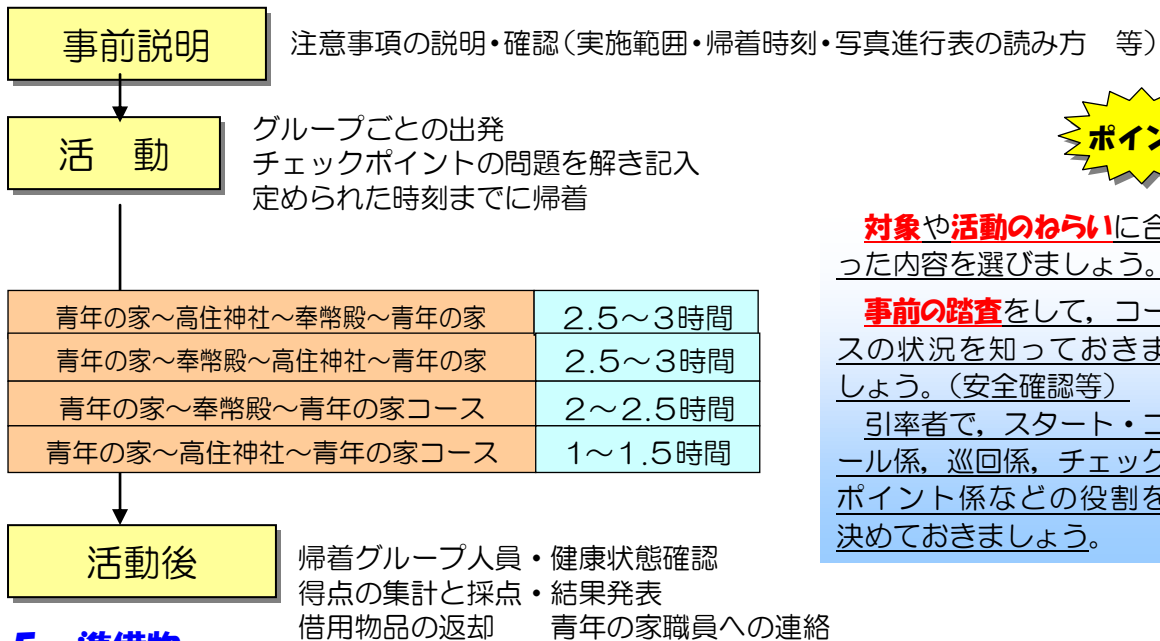 事前説明
注意事項の説明・確認(実施範囲・帰着時刻・写真進行表の読み方　等)
活　動
グループごとの出発
チェックポイントの問題を解き記入
定められた時刻までに帰着
青年の家～高住神社～奉幣殿～青年の家　2.5～3時間
青年の家～奉幣殿～高住神社～青年の家　2.5～3時間
青年の家～奉幣殿～青年の家コース　2～2.5時間
青年の家～高住神社～青年の家コース　1～1.5時間
活動後
帰着グループ人員・健康状態確認
得点の集計と採点・結果発表
借用物品の返却　　青年の家職員への連絡
ポイン
対象や活動のねらいに合
った内容を選びましょう。
事前の踏査をして，コー
スの状況を知っておきま
しょう。（安全確認等）
引率者で，スタート・ゴ
ール係，巡回係，チェック
ポイント係などの役割を
決めておきましょう。
5　準備物